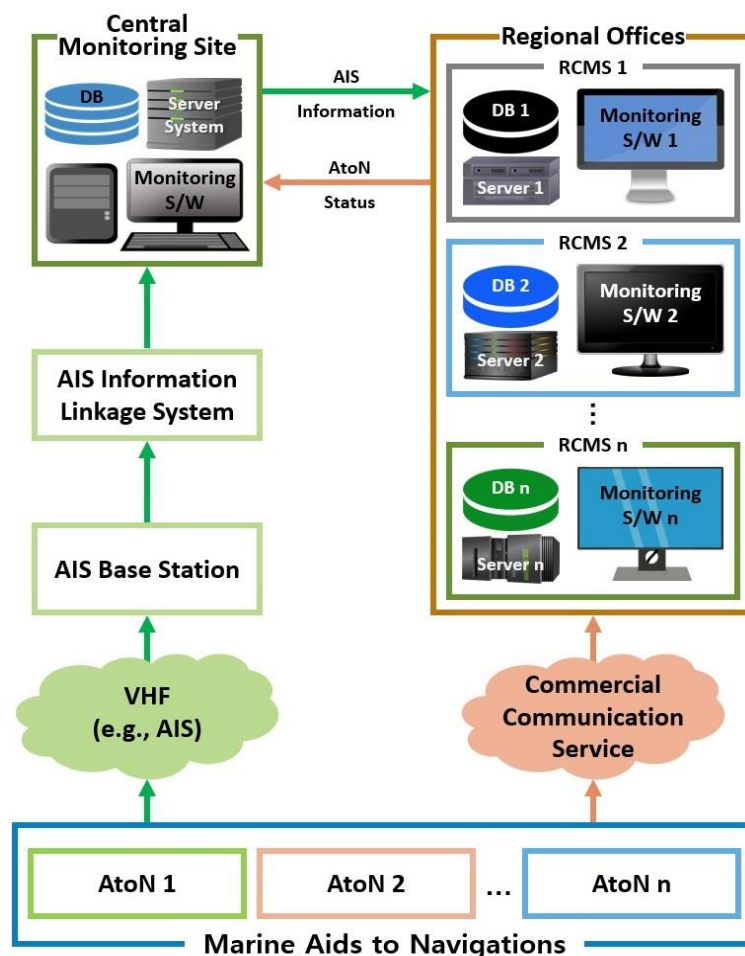 Central
Monitoring Site
DB
Server
System
Monitoring
S/W
AIS
Information
AtoN
Status
Regional Offices
RCMS 1
DB 1
Server 1
Monitoring
S/W 1
RCMS 2
DB 2
Server 2
Monitoring
S/W 2
⋮
RCMS n
DB n
Server n
Monitoring
S/W n
AIS Information
Linkage System
AIS Base Station
VHF
(e.g., AIS)
Commercial
Communication
Service
AtoN 1
AtoN 2
...
AtoN n
Marine Aids to Navigations